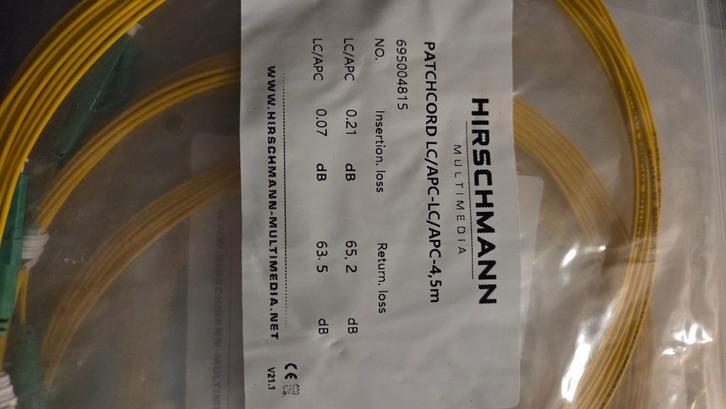 HIRSCHMANN
MULTIMEDIA
PATCHCORD LC/APC-LC/APC-4,5m
695004815
NO. Insertion. loss Return. loss
LC/APC 0.21 dB 65.2 dB
LC/APC 0.07 dB 63.5 dB
WWW.HIRSCHMANN-MULTIMEDIA.NET
CE
V21.1